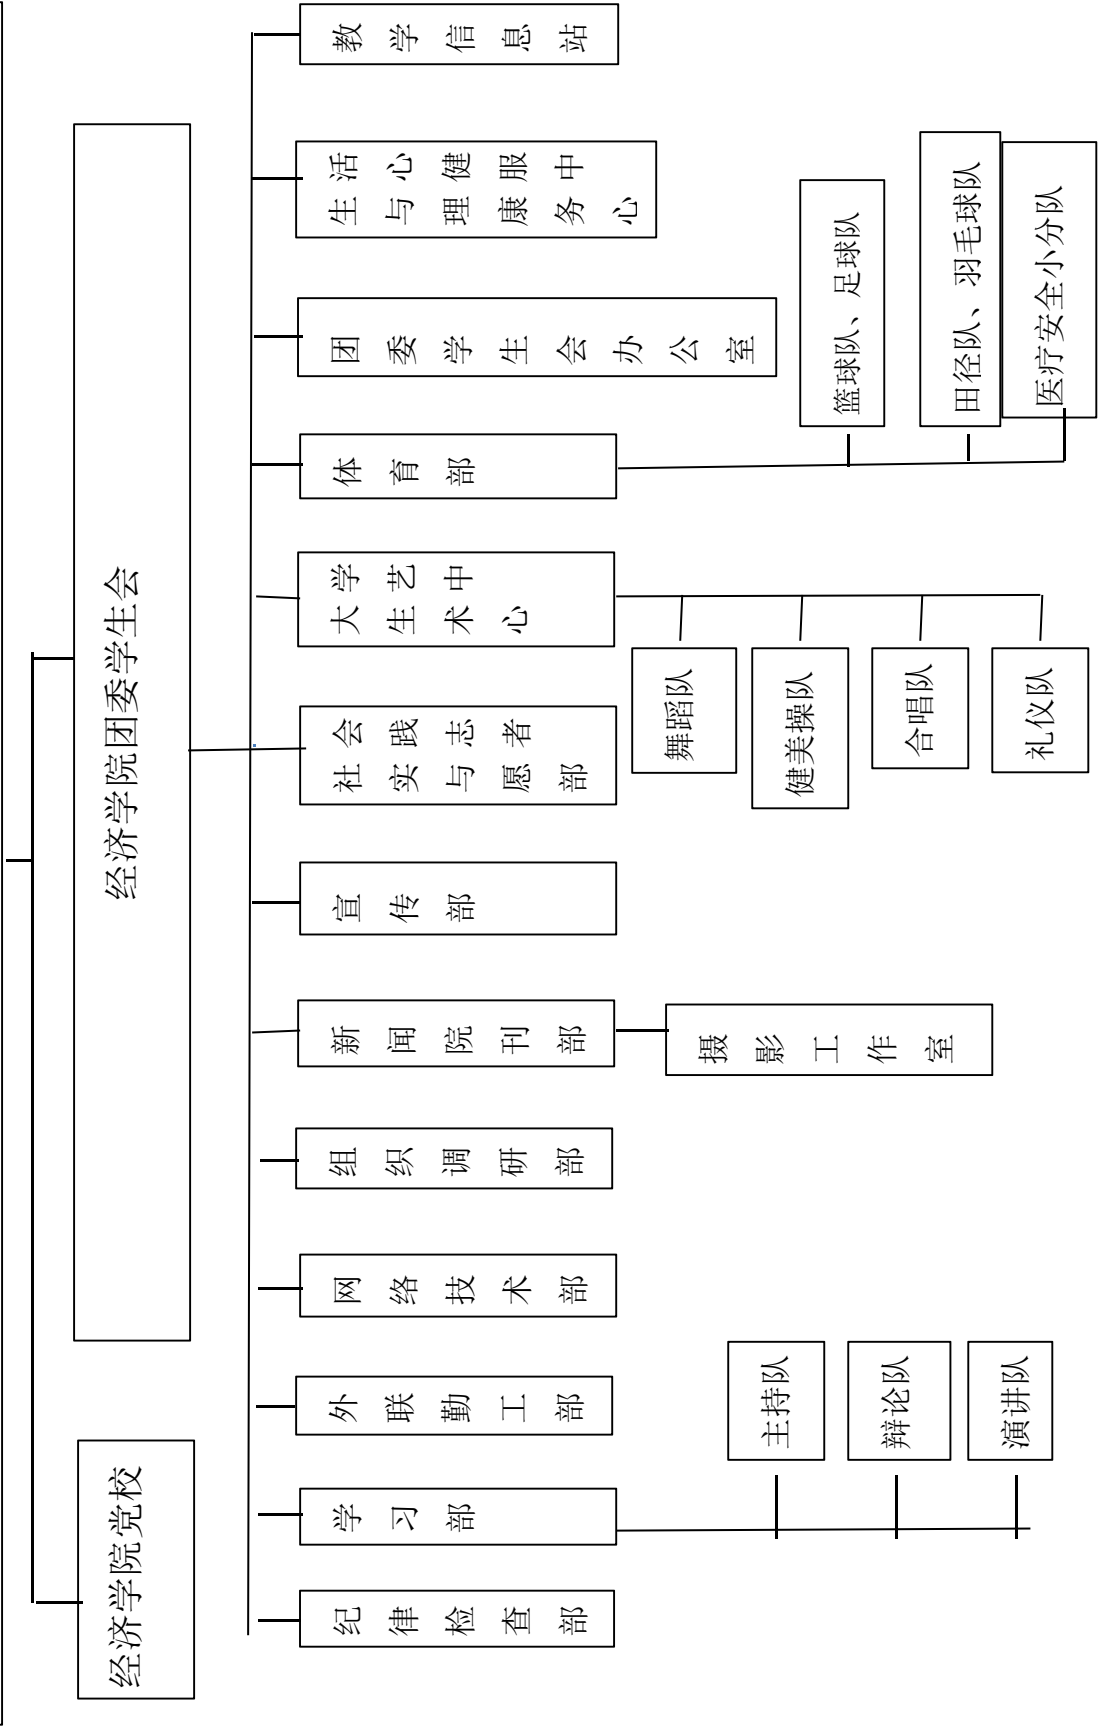 经济学院党校
经济学院团委学生会
纪律检查部
学习部
外联勤工部
网络技术部
组织调研部
新闻院刊部
宣传部
社会实践与志愿者部
大学生艺术中心
体育部
团委学生会办公室
生活与心理健康服务中心
教学信息站
主持队
辩论队
演讲队
摄影工作室
舞蹈队
健美操队
合唱队
礼仪队
篮球队、足球队
田径队、羽毛球队
医疗安全小分队